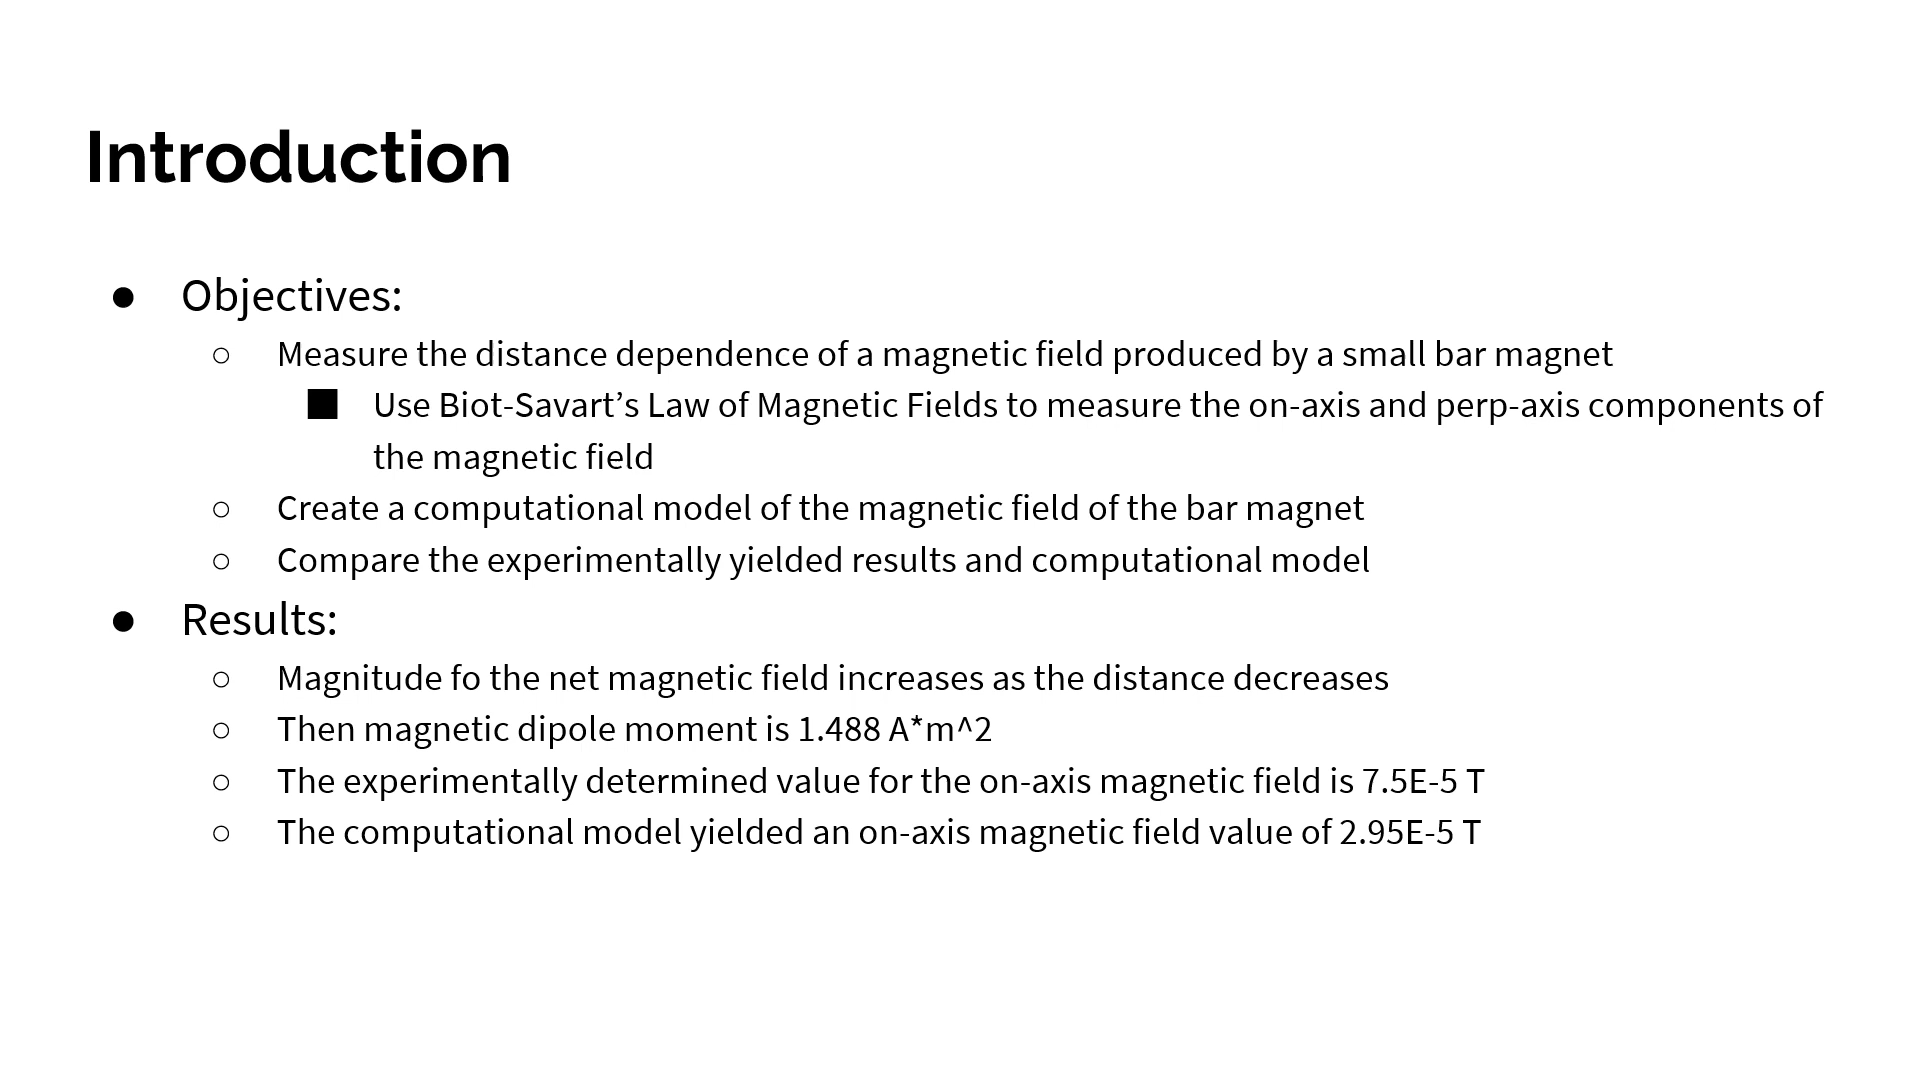 Introduction
● Objectives:
○ Measure the distance dependence of a magnetic field produced by a small bar magnet
■ Use Biot-Savart’s Law of Magnetic Fields to measure the on-axis and perp-axis components of
the magnetic field
○ Create a computational model of the magnetic field of the bar magnet
○ Compare the experimentally yielded results and computational model
● Results:
○ Magnitude fo the net magnetic field increases as the distance decreases
○ Then magnetic dipole moment is 1.488 A*m^2
○ The experimentally determined value for the on-axis magnetic field is 7.5E-5 T
○ The computational model yielded an on-axis magnetic field value of 2.95E-5 T